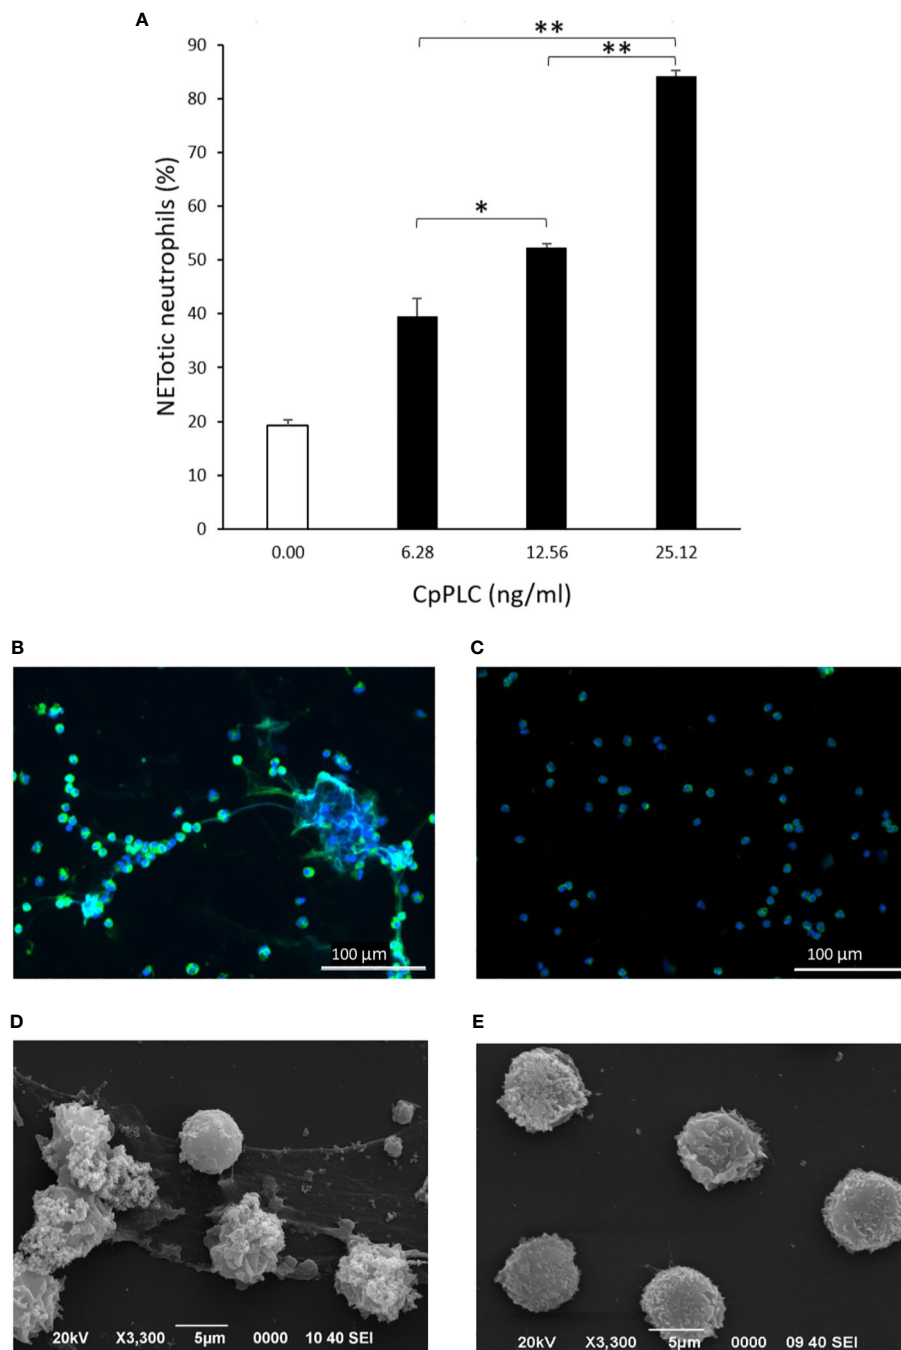 A
**
**
*
90
80
70
60
50
40
30
20
10
0
NETotic neutrophils (%)
0.00 6.28 12.56 25.12
CpPLC (ng/ml)
B
C
100 µm
100 µm
D
E
20kV X3,300 5µm 0000 10 40 SEI
20kV X3,300 5µm 0000 09 40 SEI